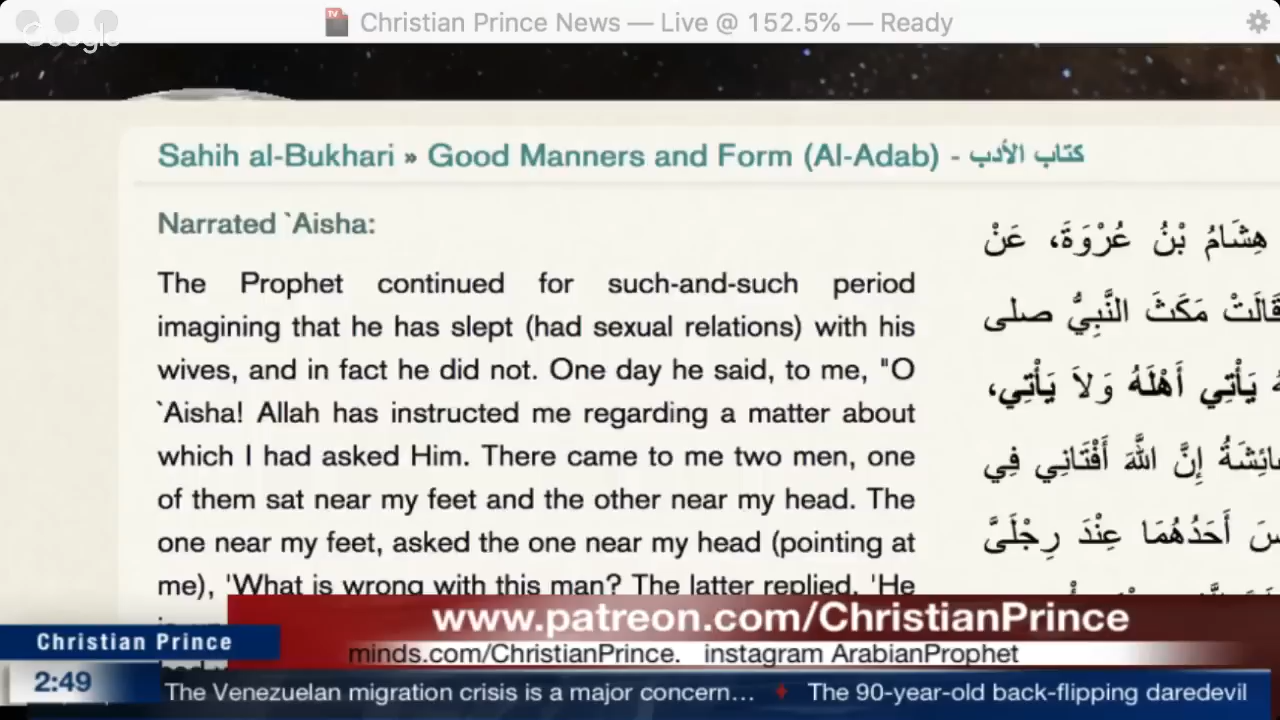 Christian Prince News — Live @ 152.5% — Ready
Google
Sahih al-Bukhari » Good Manners and Form (Al-Adab) - كتاب الأدب
Narrated `Aisha:
The Prophet continued for such-and-such period
imagining that he has slept (had sexual relations) with his
wives, and in fact he did not. One day he said, to me, "O
`Aisha! Allah has instructed me regarding a matter about
which I had asked Him. There came to me two men, one
of them sat near my feet and the other near my head. The
one near my feet, asked the one near my head (pointing at
me), 'What is wrong with this man? The latter replied, 'He
هِشَامُ بْنُ عُرْوَةَ، عَنْ
قَالَتْ مَكَثَ النَّبِيُّ صلى
يَأْتِي أَهْلَهُ وَلاَ يَأْتِي،
إِنَّ اللَّهَ أَفْتَانِي فِي
أَحَدُهُمَا عِنْدَ رِجْلَىَّ
www.patreon.com/ChristianPrince
Christian Prince
minds.com/ChristianPrince. instagram ArabianProphet
2:49
The Venezuelan migration crisis is a major concern... The 90-year-old back-flipping daredevil